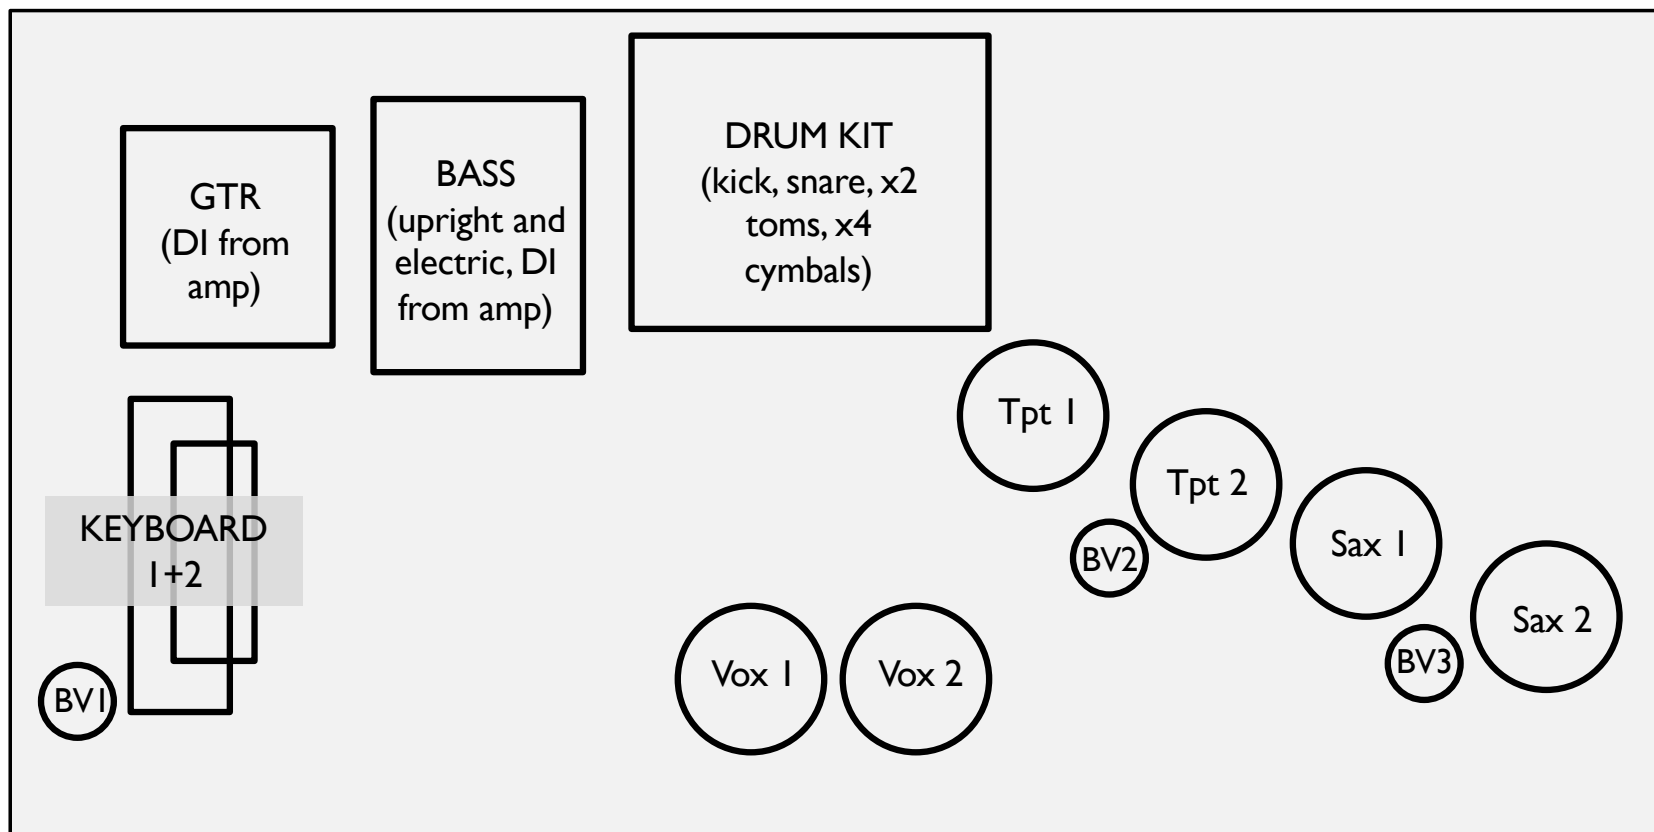 GTR
(DI from
amp)
BASS
(upright and
electric, DI
from amp)
DRUM KIT
(kick, snare, x2
toms, x4
cymbals)
Tpt 1
Tpt 2
Sax 1
Sax 2
BV2
BV3
KEYBOARD
1+2
BV1
Vox 1
Vox 2